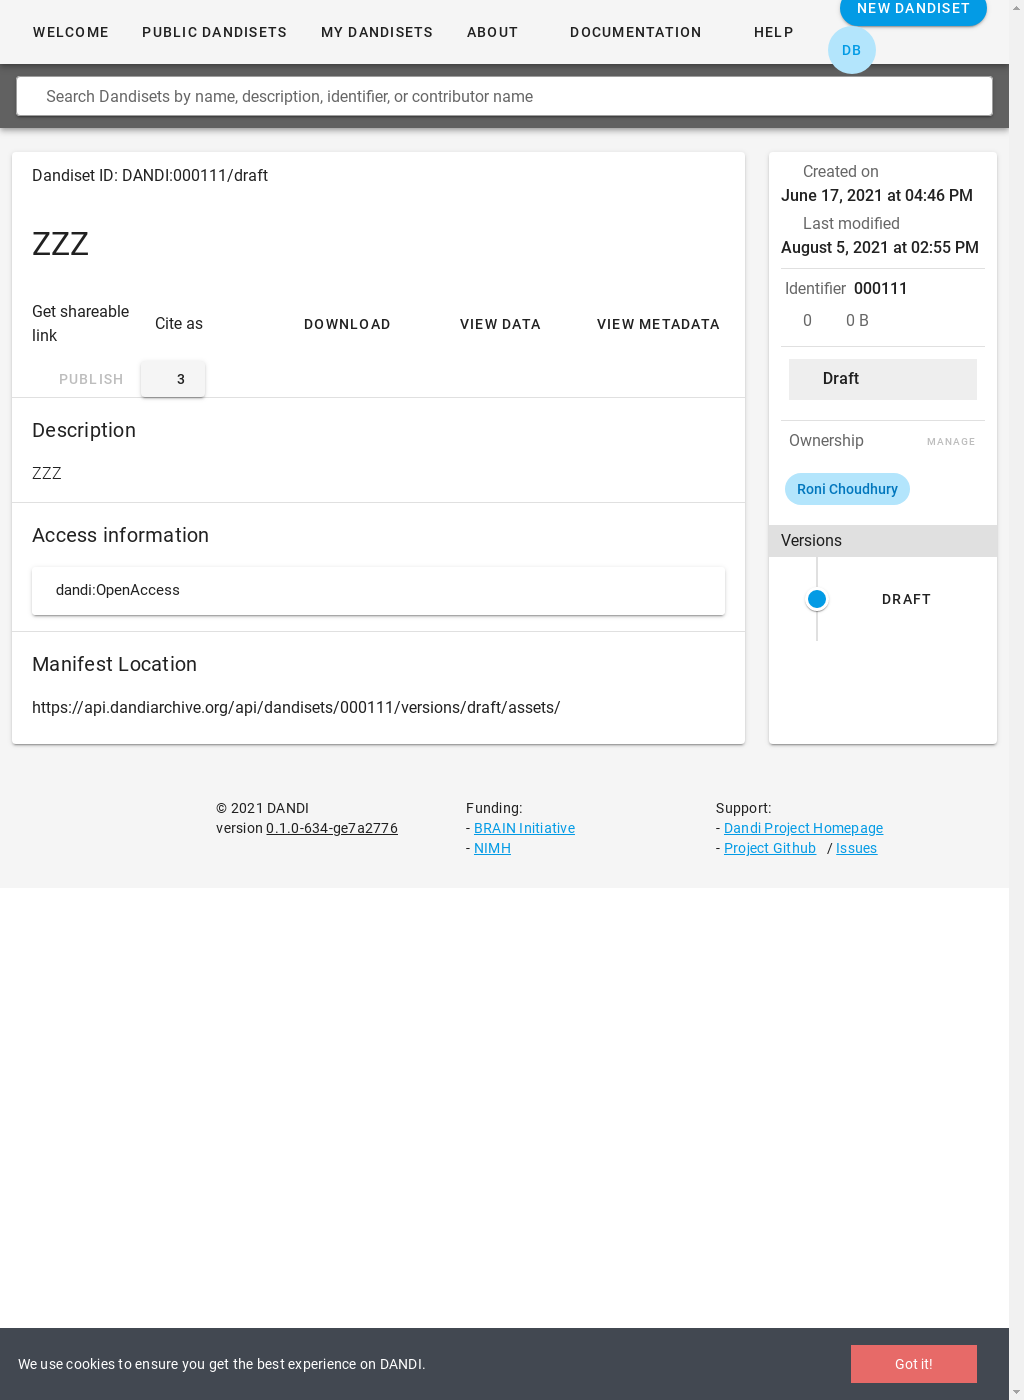 WELCOME
PUBLIC DANDISETS
MY DANDISETS
ABOUT
DOCUMENTATION
HELP
NEW DANDISET
DB
Search Dandisets by name, description, identifier, or contributor name
Dandiset ID: DANDI:000111/draft
ZZZ
Get shareable
link
Cite as
DOWNLOAD
VIEW DATA
VIEW METADATA
PUBLISH
3
Description
ZZZ
Access information
dandi:OpenAccess
Manifest Location
https://api.dandiarchive.org/api/dandisets/000111/versions/draft/assets/
Created on
June 17, 2021 at 04:46 PM
Last modified
August 5, 2021 at 02:55 PM
Identifier 000111
0 0 B
Draft
Ownership
MANAGE
Roni Choudhury
Versions
DRAFT
© 2021 DANDI
version 0.1.0-634-ge7a2776
Funding:
- BRAIN Initiative
- NIMH
Support:
- Dandi Project Homepage
- Project Github / Issues
We use cookies to ensure you get the best experience on DANDI.
Got it!